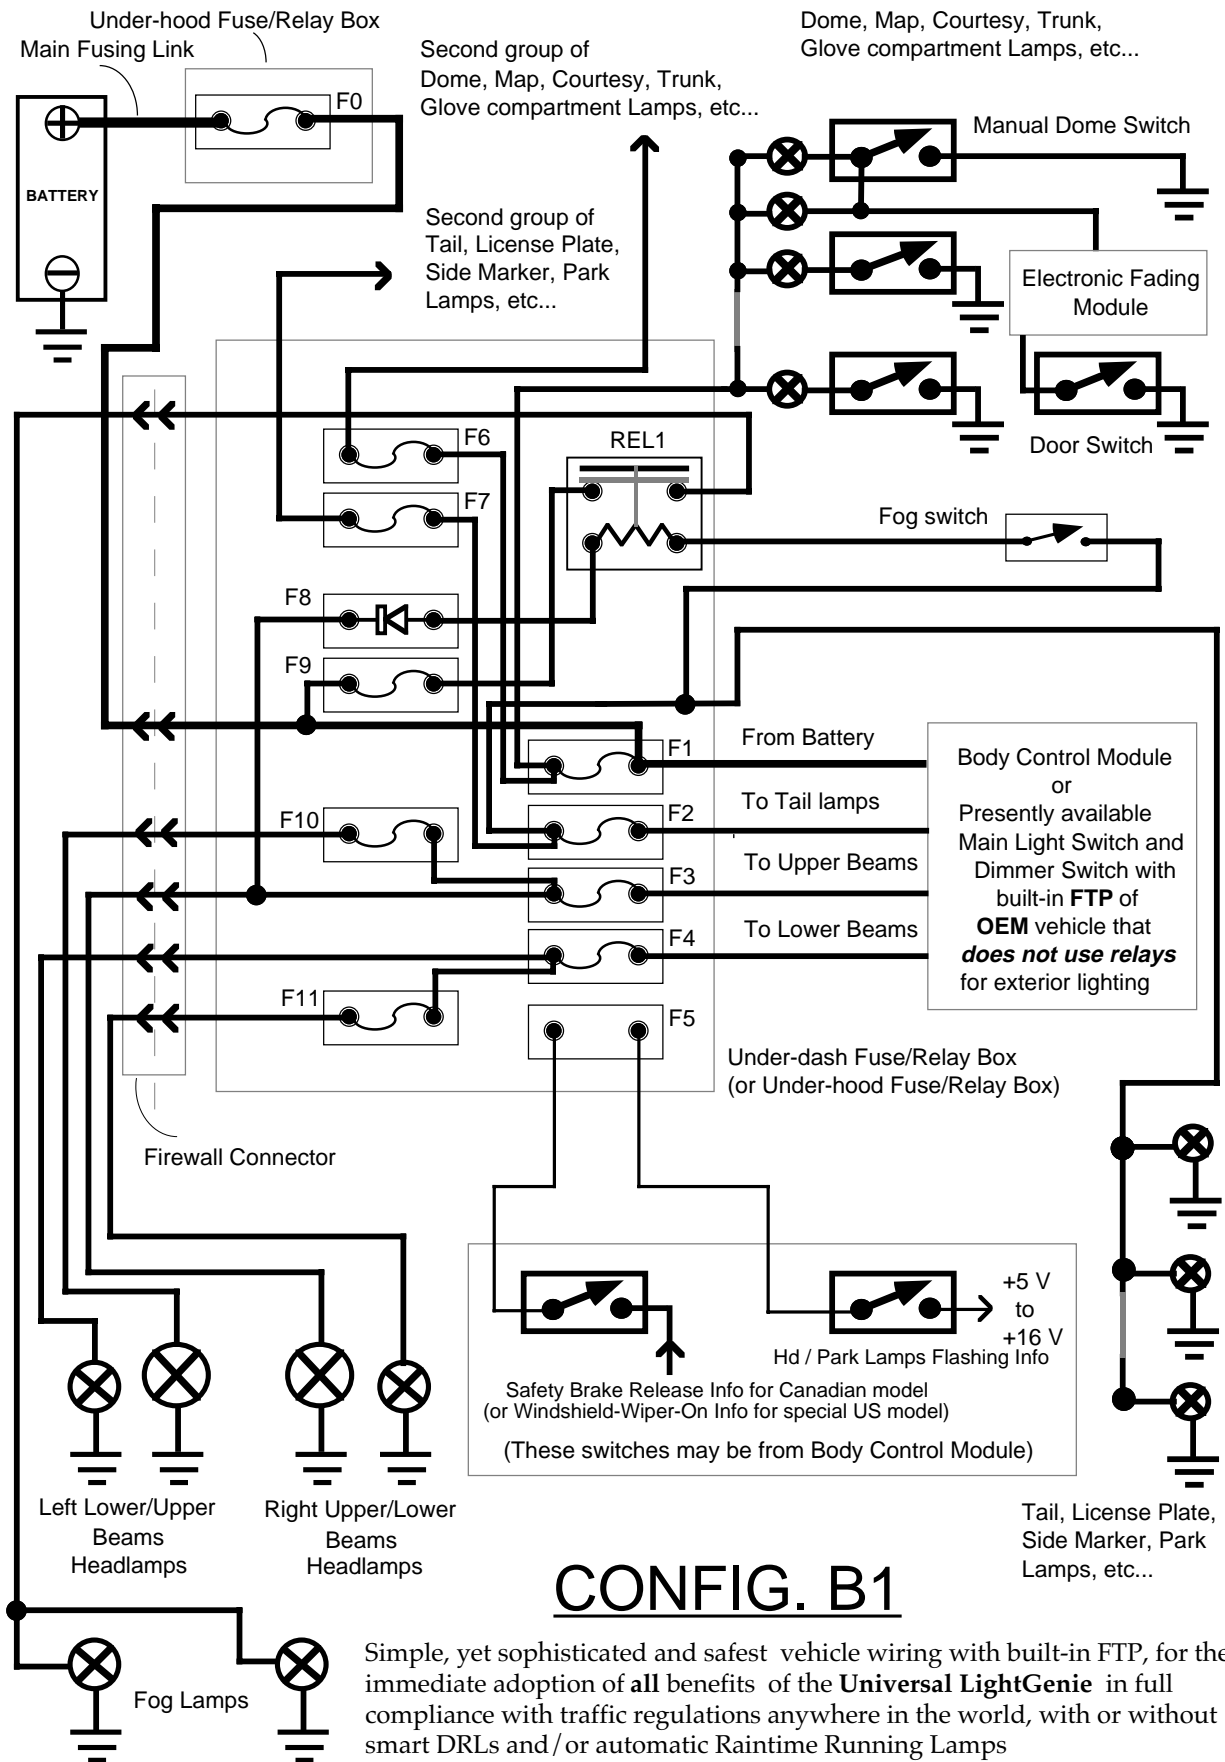 Under-hood Fuse/Relay Box
Main Fusing Link
F0
BATTERY
Second group of
Dome, Map, Courtesy, Trunk,
Glove compartment Lamps, etc...
Dome, Map, Courtesy, Trunk,
Glove compartment Lamps, etc...
Manual Dome Switch
Second group of
Tail, License Plate,
Side Marker, Park
Lamps, etc...
Electronic Fading
Module
Door Switch
F6
REL1
F7
Fog switch
F8
F9
F1
From Battery
F10
F2
To Tail lamps
F3
To Upper Beams
F4
To Lower Beams
F11
F5
Body Control Module
or
Presently available
Main Light Switch and
Dimmer Switch with
built-in FTP of
OEM vehicle that
does not use relays
for exterior lighting
Under-dash Fuse/Relay Box
(or Under-hood Fuse/Relay Box)
Firewall Connector
+5 V
to
+16 V
Hd / Park Lamps Flashing Info
Safety Brake Release Info for Canadian model
(or Windshield-Wiper-On Info for special US model)
(These switches may be from Body Control Module)
Left Lower/Upper
Beams
Headlamps
Right Upper/Lower
Beams
Headlamps
Tail, License Plate,
Side Marker, Park
Lamps, etc...
CONFIG. B1
Fog Lamps
Simple, yet sophisticated and safest vehicle wiring with built-in FTP, for the
immediate adoption of all benefits of the Universal LightGenie in full
compliance with traffic regulations anywhere in the world, with or without
smart DRLs and/or automatic Raintime Running Lamps